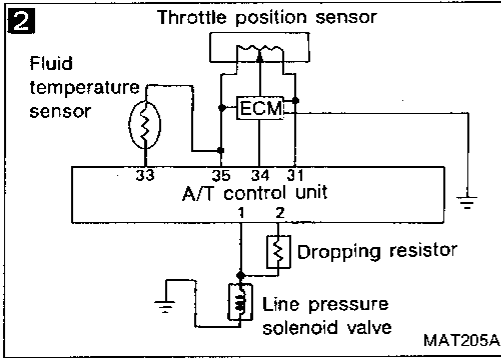 2
Throttle position sensor
Fluid
temperature
sensor
ECM
33 35 34 31
A/T control unit
1 2
Dropping resistor
Line pressure
solenoid valve
MAT205A